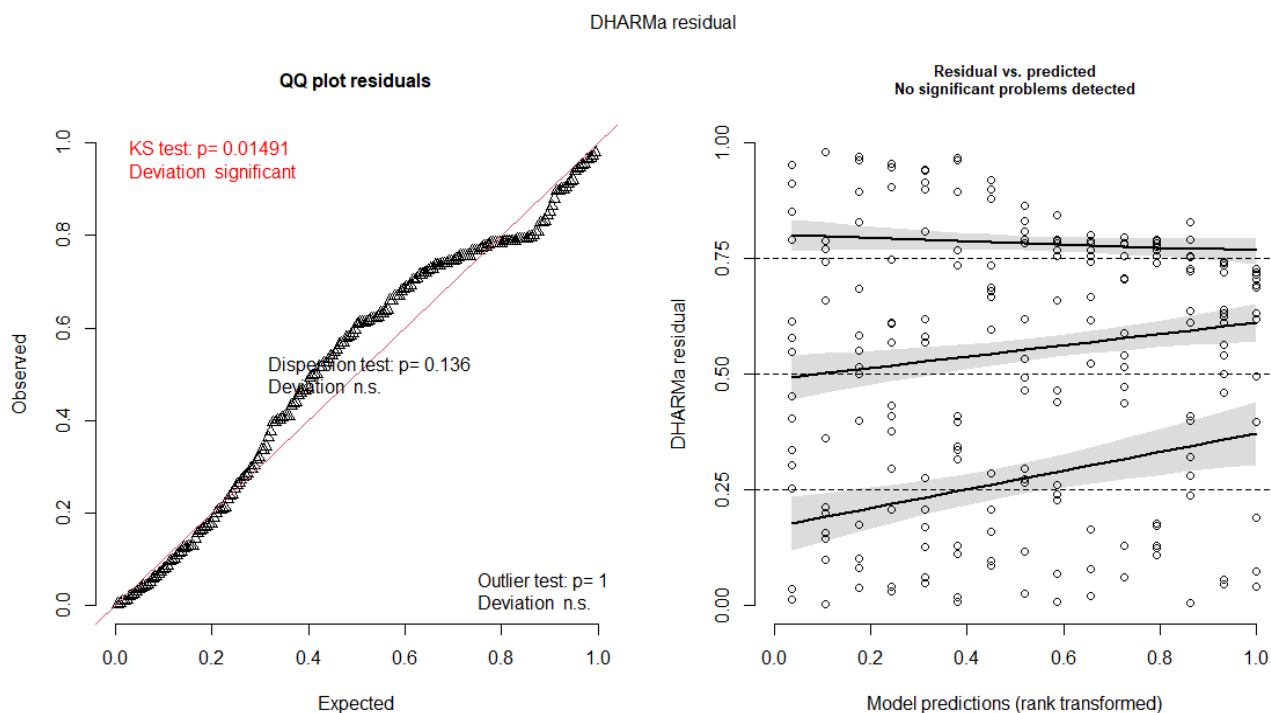 DHARMa residual
QQ plot residuals
KS test: p= 0.01491
Deviation significant
Dispersion test: p= 0.136
Deviation n.s.
Outlier test: p= 1
Deviation n.s.
Observed
0.0 0.2 0.4 0.6 0.8 1.0
0.0 0.2 0.4 0.6 0.8 1.0
Expected
Residual vs. predicted
No significant problems detected
DHARMa residual
0.00 0.25 0.50 0.75 1.00
0.0 0.2 0.4 0.6 0.8 1.0
Model predictions (rank transformed)